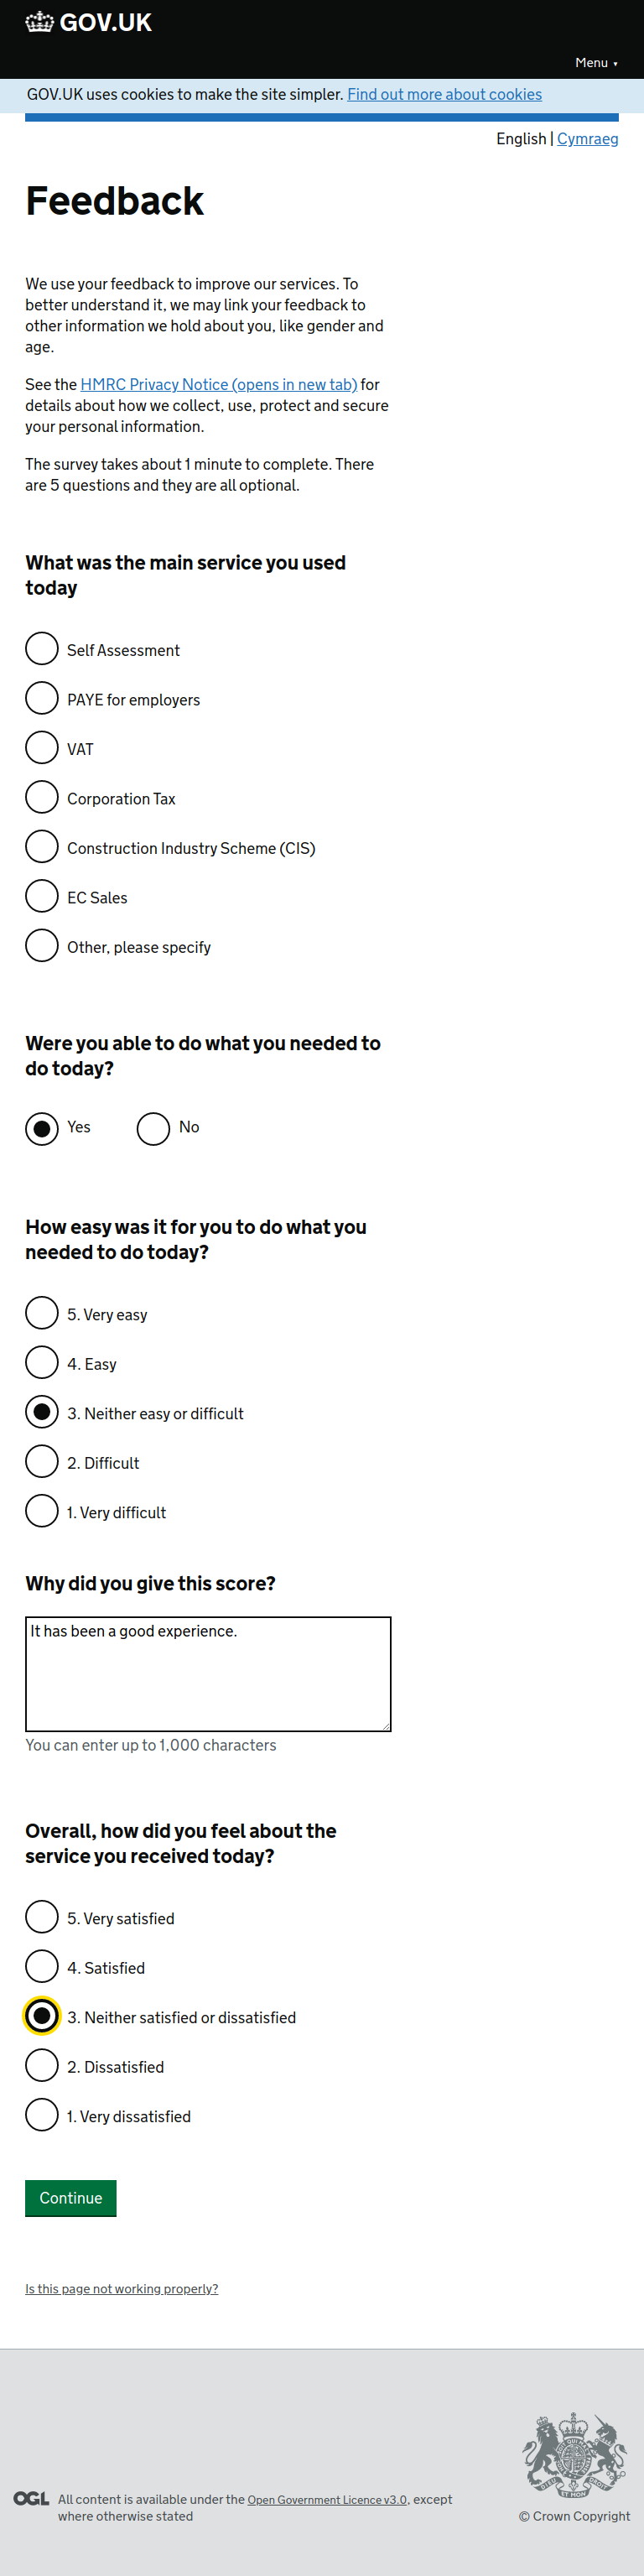 GOV.UK
Menu ▼
GOV.UK uses cookies to make the site simpler. Find out more about cookies
English | Cymraeg
Feedback
We use your feedback to improve our services. To
better understand it, we may link your feedback to
other information we hold about you, like gender and
age.
See the HMRC Privacy Notice (opens in new tab) for
details about how we collect, use, protect and secure
your personal information.
The survey takes about 1 minute to complete. There
are 5 questions and they are all optional.
What was the main service you used
today
Self Assessment
PAYE for employers
VAT
Corporation Tax
Construction Industry Scheme (CIS)
EC Sales
Other, please specify
Were you able to do what you needed to
do today?
Yes No
How easy was it for you to do what you
needed to do today?
5. Very easy
4. Easy
3. Neither easy or difficult
2. Difficult
1. Very difficult
Why did you give this score?
It has been a good experience.
You can enter up to 1,000 characters
Overall, how did you feel about the
service you received today?
5. Very satisfied
4. Satisfied
3. Neither satisfied or dissatisfied
2. Dissatisfied
1. Very dissatisfied
Continue
Is this page not working properly?
OGL All content is available under the Open Government Licence v3.0, except
where otherwise stated
© Crown Copyright